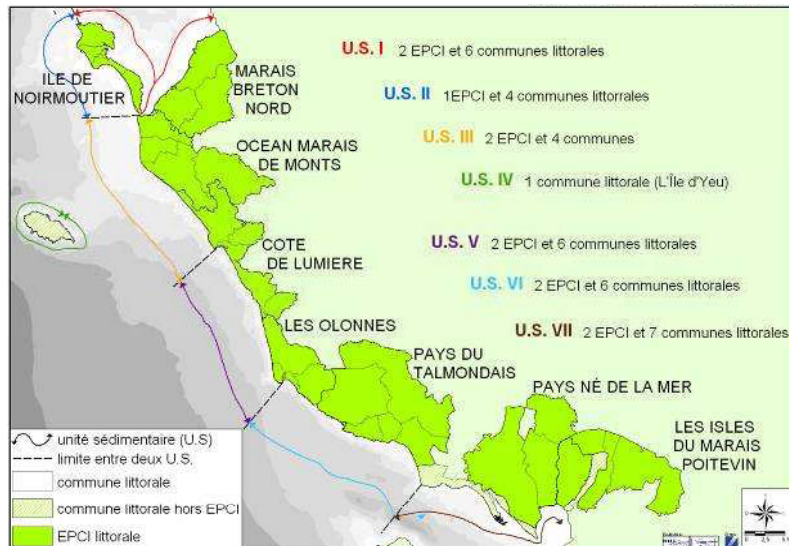 U.S. I 2 EPCI et 6 communes littorales
ILE DE
NOIRMOUTIER
MARAIS
BRETON
NORD
U.S. II 1EPCI et 4 communes littorrales
OCEAN MARAIS
DE MONTS
U.S. III 2 EPCI et 4 communes
U.S. IV 1 commune littorale (L'Île d'Yeu)
COTE
DE LUMIERE
U.S. V 2 EPCI et 6 communes littorales
U.S. VI 2 EPCI et 6 communes littorales
LES OLONNES
U.S. VII 2 EPCI et 7 communes littorales
PAYS DU
TALMONDAIS
PAYS NÉ DE LA MER
LES ISLES
DU MARAIS
POITEVIN
unité sédimentaire (U.S)
limite entre deux U.S.
commune littorale
commune littorale hors EPCI
EPCI littorale